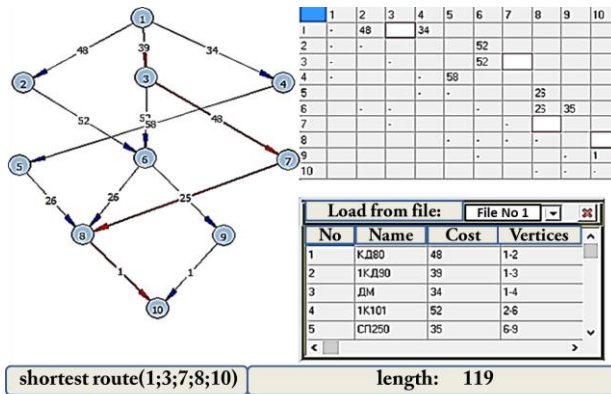 1
48 39 34
2 3 4
52 58 48
5 6 7
26 26 25
8 9
1 1
10
1 2 3 4 5 6 7 8 9 10
1 - 48 34
2 - - 52
3 - - 52
4 - - 58
5 - - 26
6 - - - 26 35
7 - -
8 - - - -
9 - - 1
10 - - -
Load from file: File No 1
No Name Cost Vertices
1 КД80 48 1-2
2 1КД90 39 1-3
3 ДМ 34 1-4
4 1К101 52 2-6
5 СП250 35 6-9
shortest route(1;3;7;8;10) length: 119